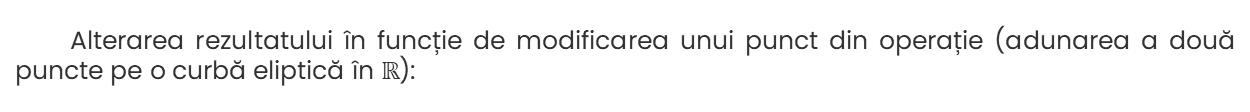 Alterarea rezultatului în funcție de modificarea unui punct din operație (adunarea a două
puncte pe o curbă eliptică în ℝ):